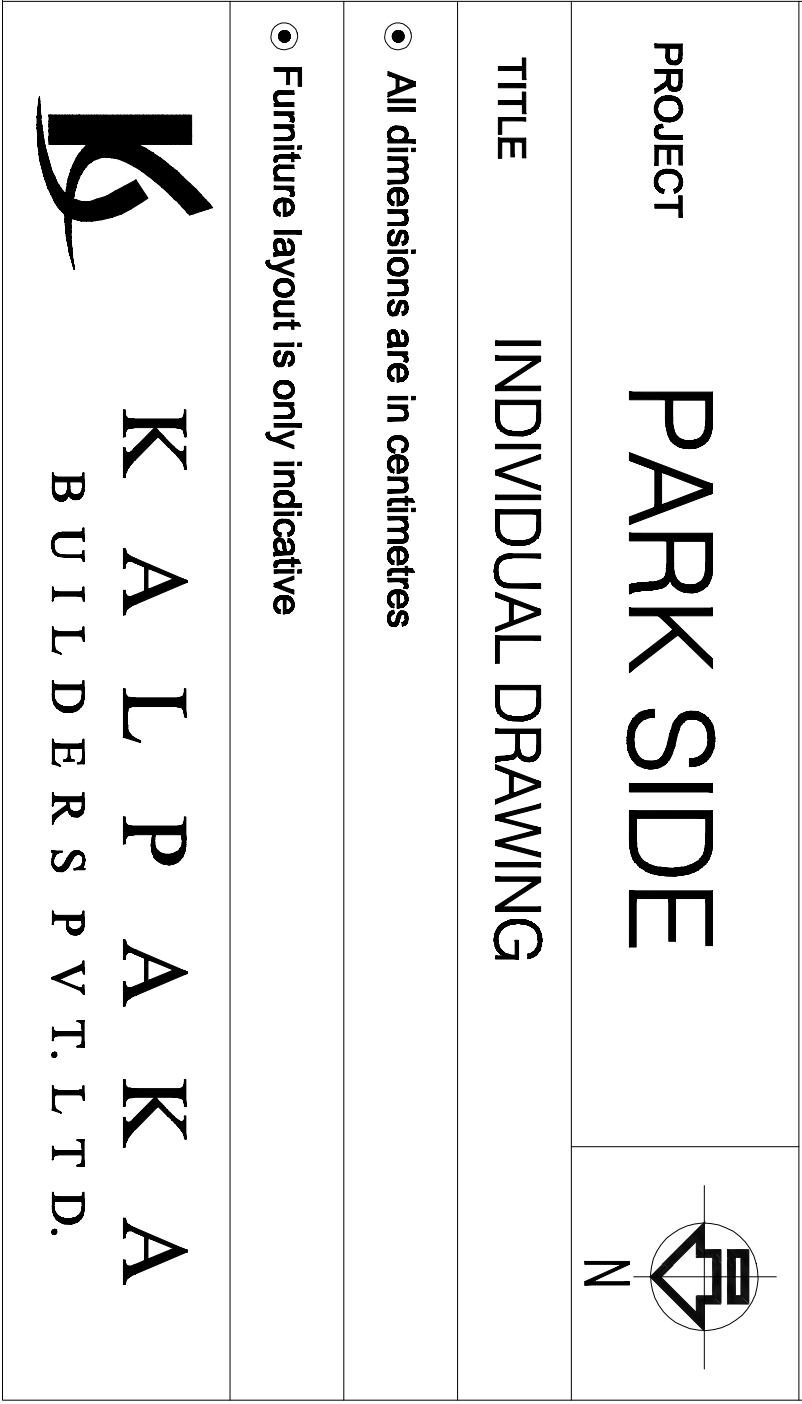 PROJECT PARK SIDE
N
TITLE INDIVIDUAL DRAWING
All dimensions are in centimetres
Furniture layout is only indicative
KALPAKA
BUILDERS PVT. LTD.